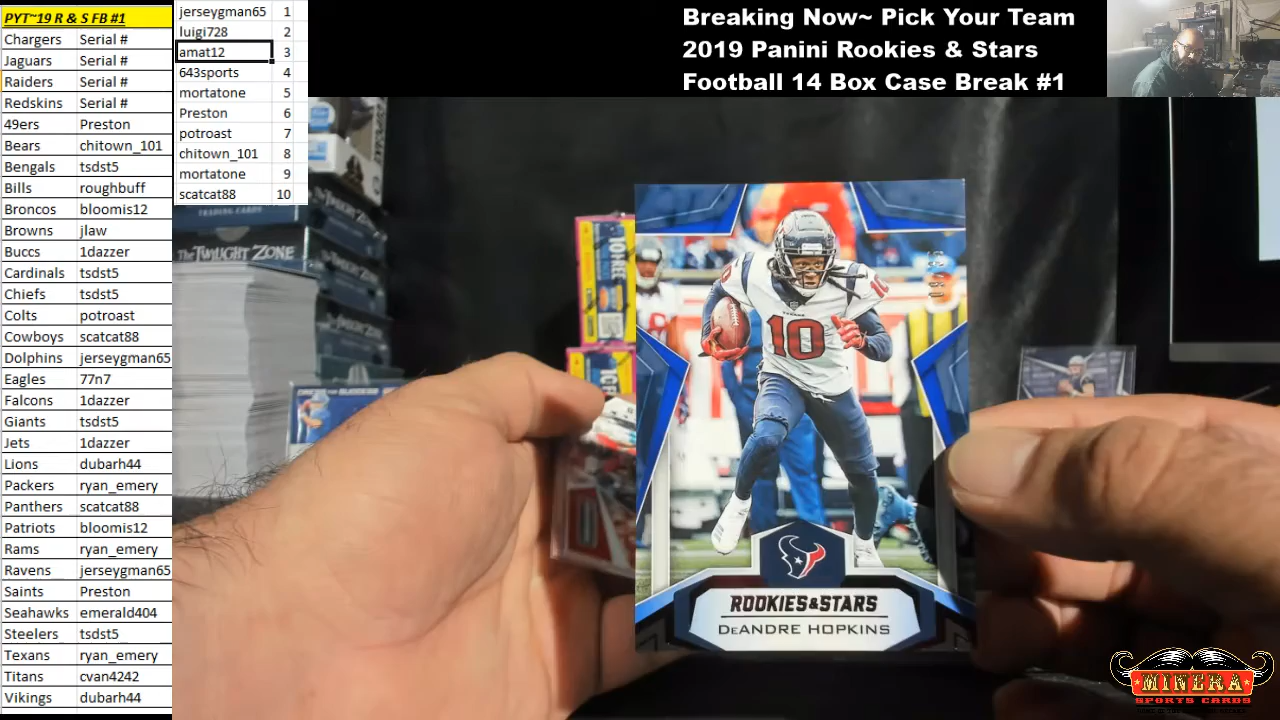 PYT~19 R & S FB #1
Chargers Serial #
Jaguars Serial #
Raiders Serial #
Redskins Serial #
49ers Preston
Bears chitown_101
Bengals tsdst5
Bills roughbuff
Broncos bloomis12
Browns jlaw
Buccs 1dazzer
Cardinals tsdst5
Chiefs tsdst5
Colts potroast
Cowboys scatcat88
Dolphins jerseygman65
Eagles 77n7
Falcons 1dazzer
Giants tsdst5
Jets 1dazzer
Lions dubarh44
Packers ryan_emery
Panthers scatcat88
Patriots bloomis12
Rams ryan_emery
Ravens jerseygman65
Saints Preston
Seahawks emerald404
Steelers tsdst5
Texans ryan_emery
Titans cvan4242
Vikings dubarh44
jerseygman65 1
luigi728 2
amat12 3
643sports 4
mortatone 5
Preston 6
potroast 7
chitown_101 8
mortatone 9
scatcat88 10
Breaking Now~ Pick Your Team
2019 Panini Rookies & Stars
Football 14 Box Case Break #1
TRADING CARDS
THE TWILIGHT ZONE
10
ROOKIES & STARS
DEANDRE HOPKINS
MINERA
SPORTS CARDS